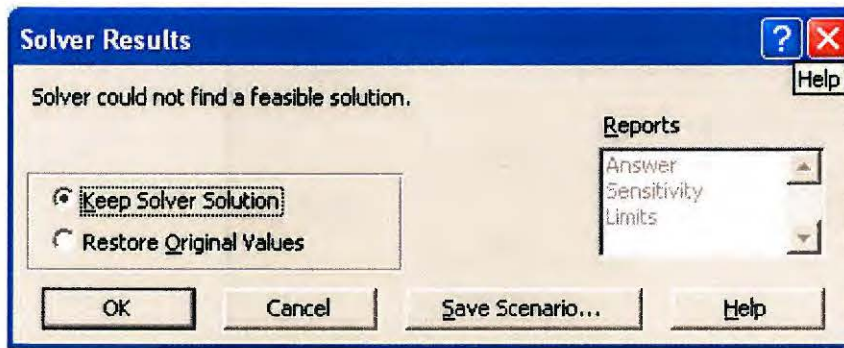 Solver Results
?
Help
Solver could not find a feasible solution.
Reports
Answer
Sensitivity
Limits
Keep Solver Solution
Restore Original Values
OK
Cancel
Save Scenario...
Help